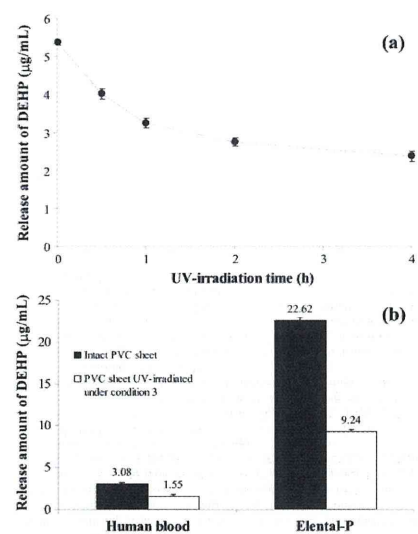 (a)
Release amount of DEHP (µg/mL)
6
5
4
3
2
1
0
0
1
2
3
4
UV-irradiation time (h)
(b)
Release amount of DEHP (µg/mL)
25
20
15
10
5
0
Intact PVC sheet
PVC sheet UV-irradiated
under condition 3
3.08
1.55
22.62
9.24
Human blood
Elental-P